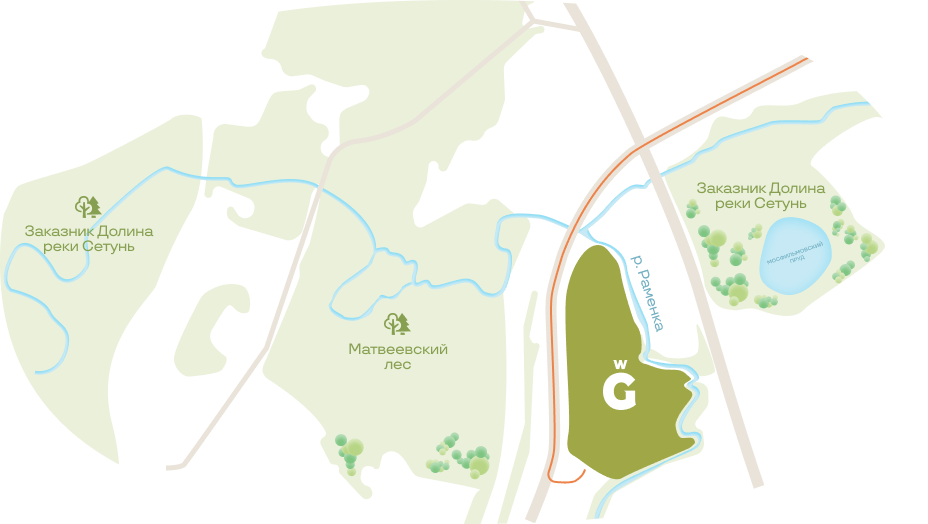 Заказник Долина
реки Сетунь
Заказник Долина
реки Сетунь
мосфильмовский
пруд
р. Раменка
Матвеевский
лес
W
G